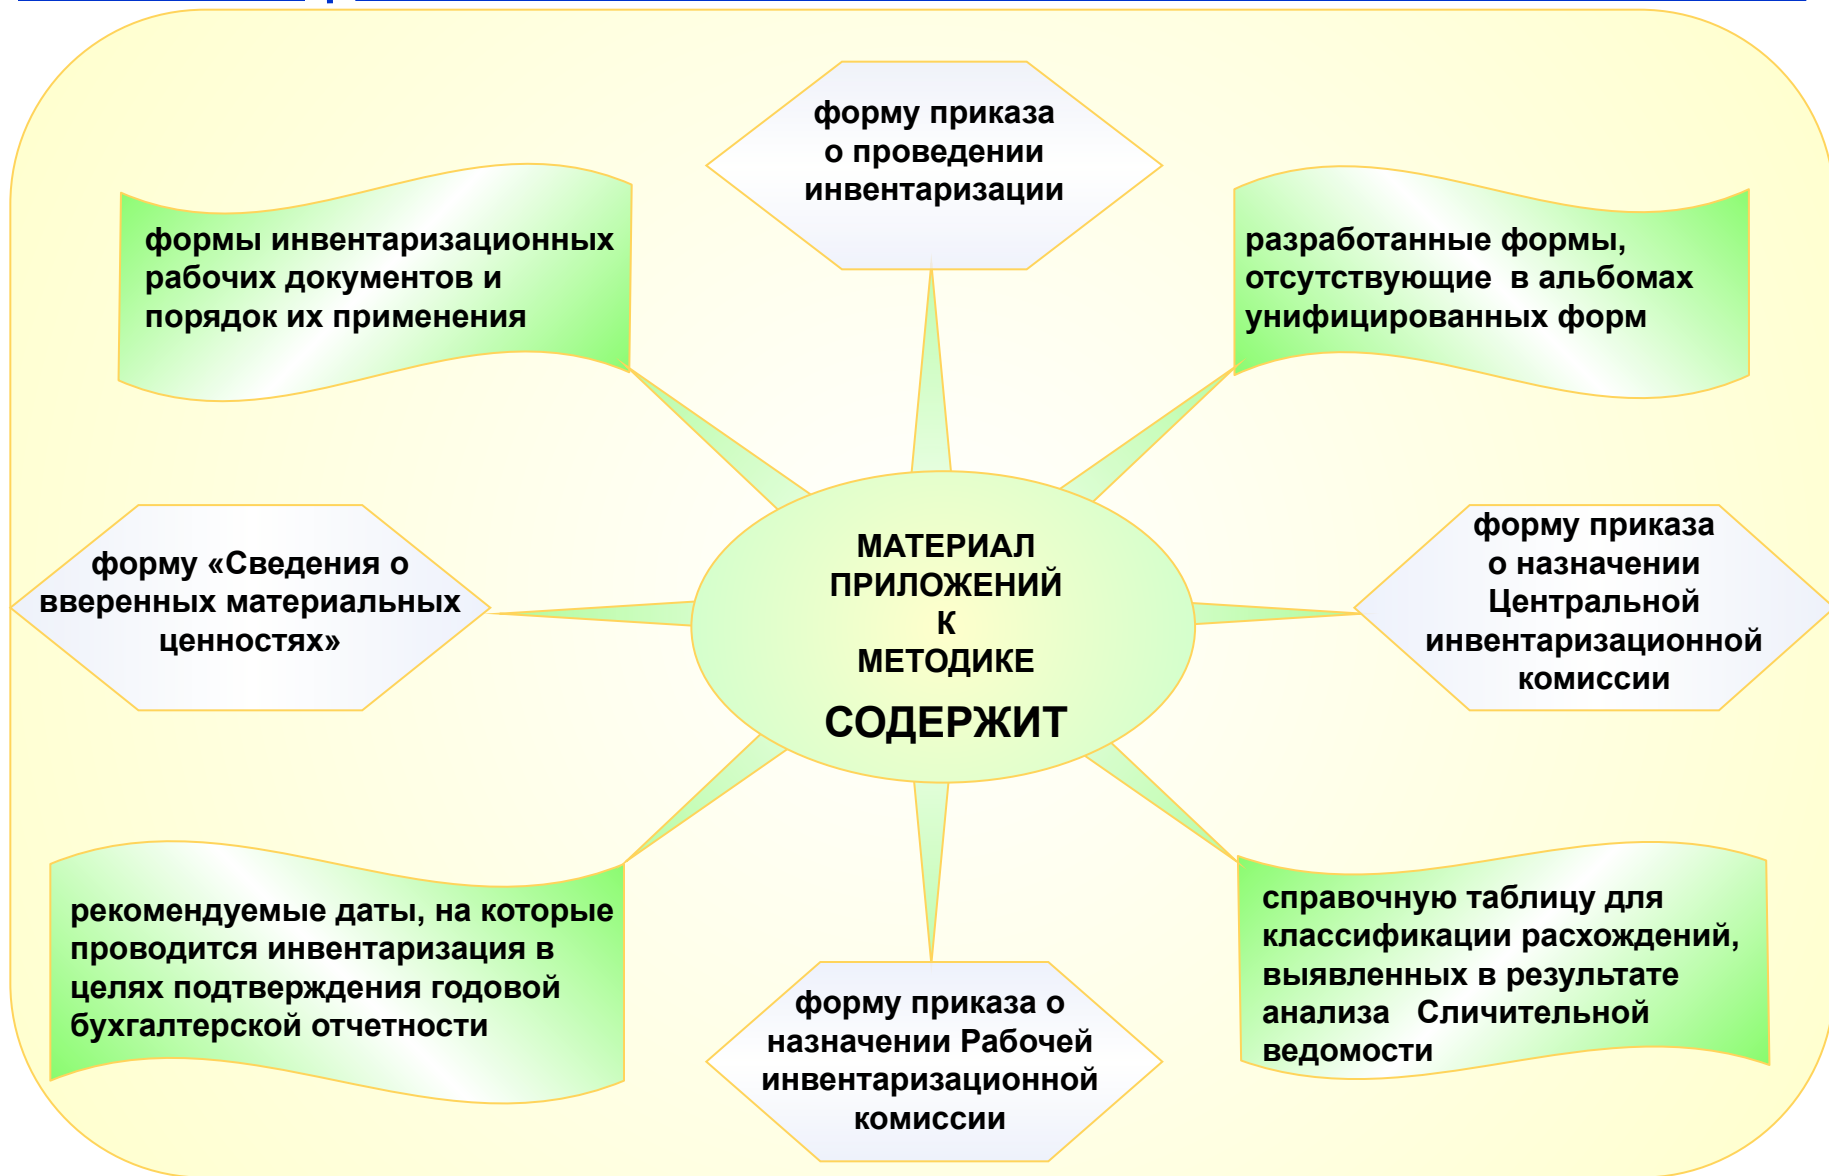 форму приказа
о проведении
инвентаризации
формы инвентаризационных
рабочих документов и
порядок их применения
разработанные формы,
отсутствующие в альбомах
унифицированных форм
форму «Сведения о
вверенных материальных
ценностях»
МАТЕРИАЛ
ПРИЛОЖЕНИЙ
К
МЕТОДИКЕ
СОДЕРЖИТ
форму приказа
о назначении
Центральной
инвентаризационной
комиссии
рекомендуемые даты, на которые
проводится инвентаризация в
целях подтверждения годовой
бухгалтерской отчетности
форму приказа о
назначении Рабочей
инвентаризационной
комиссии
справочную таблицу для
классификации расхождений,
выявленных в результате
анализа Сличительной
ведомости